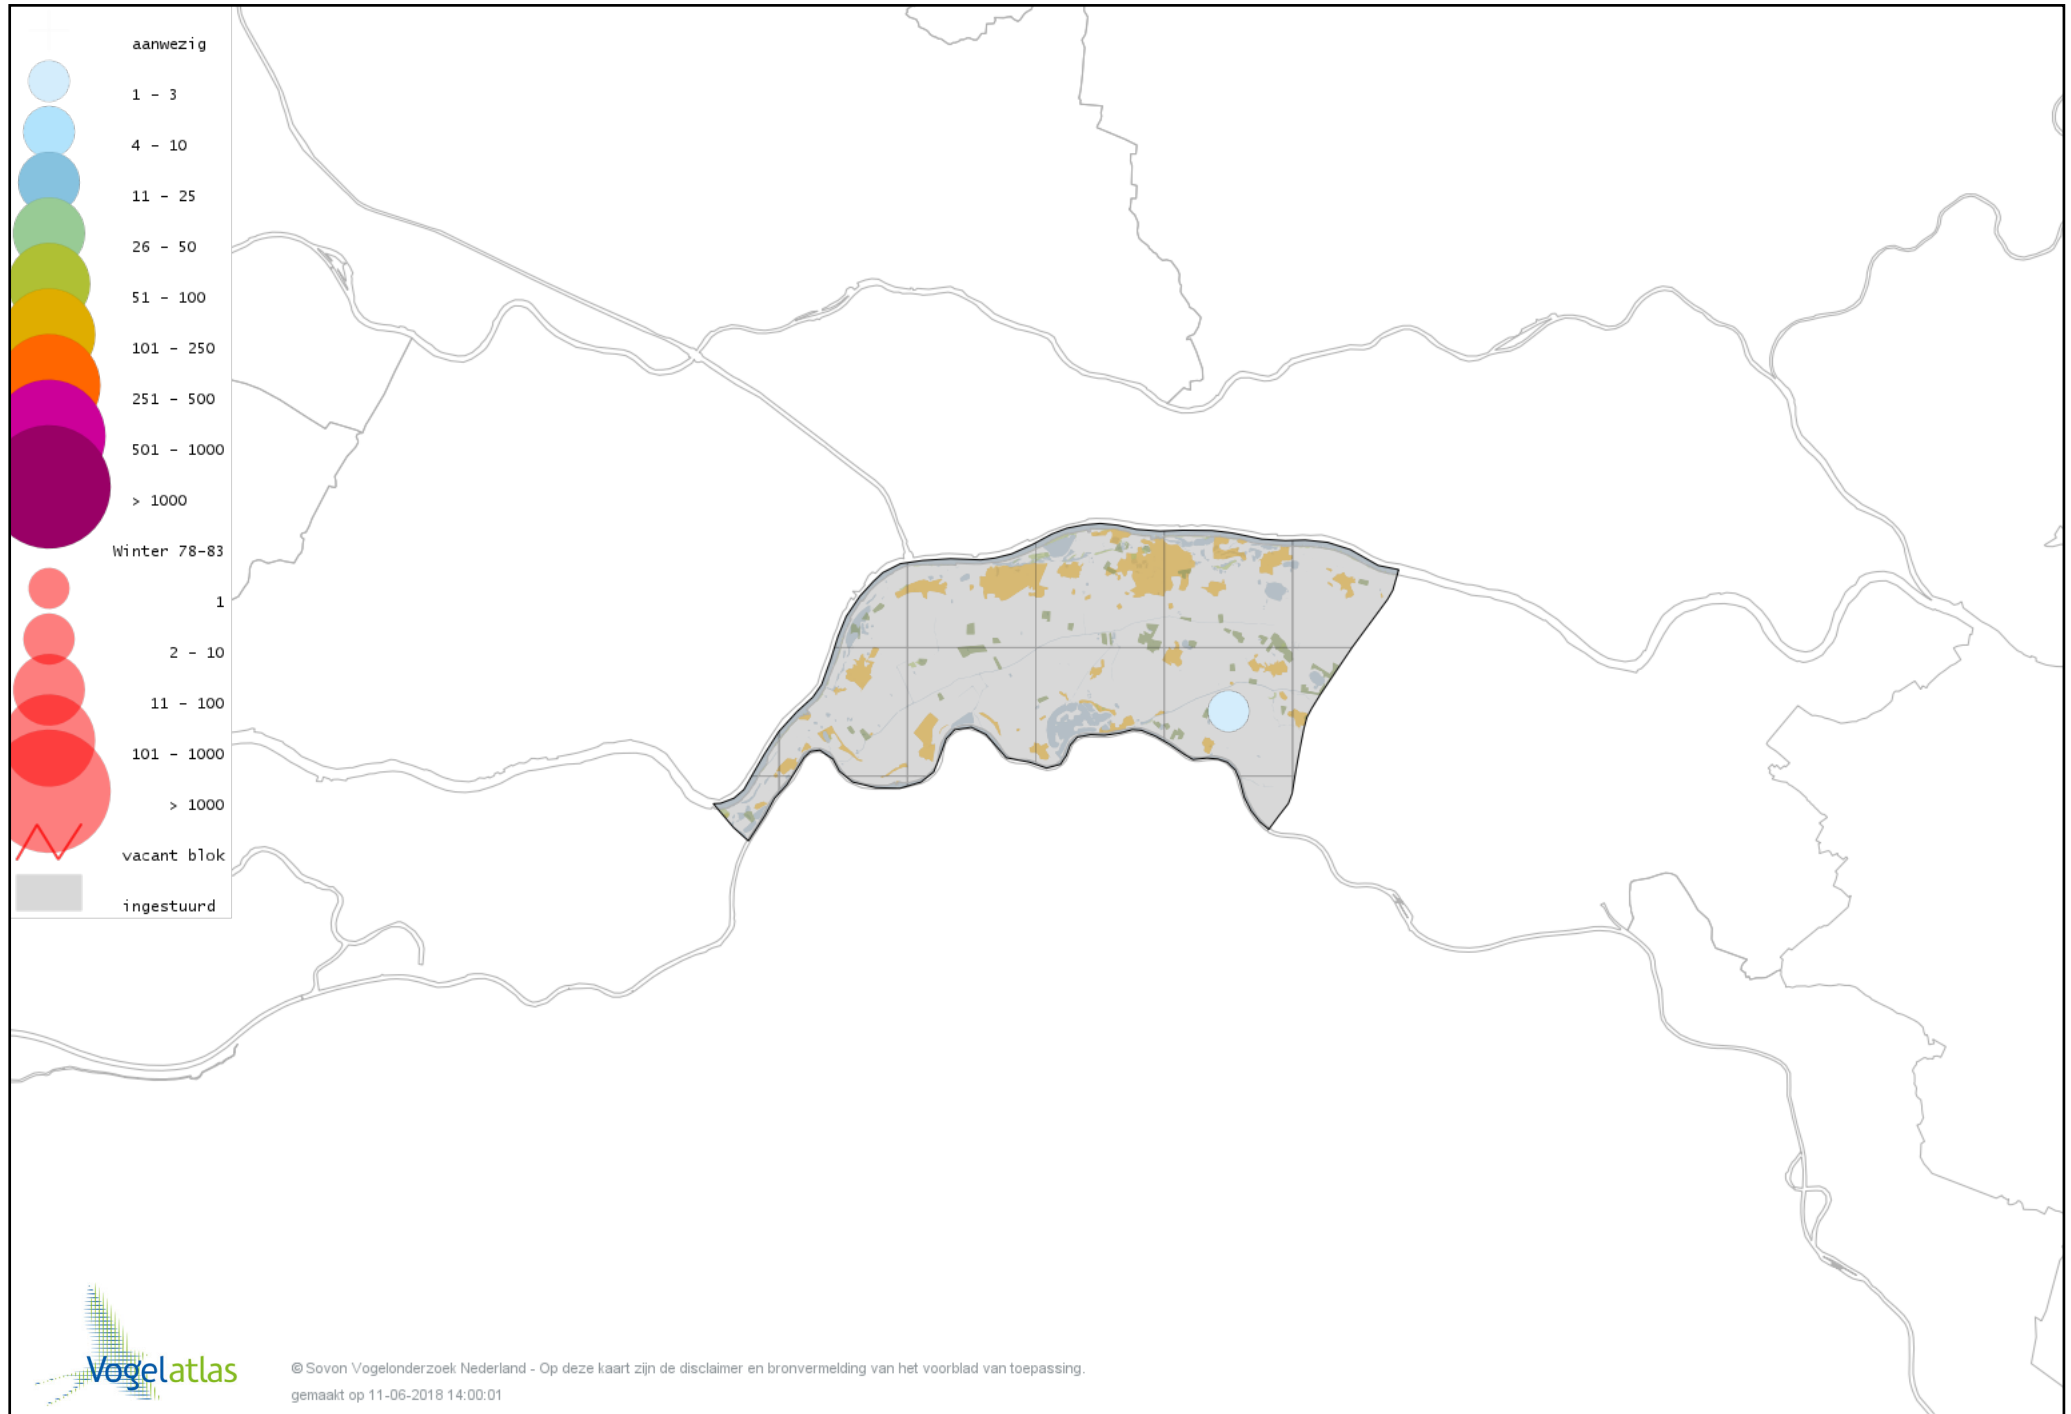 aanwezig
1 - 3
4 - 10
11 - 25
26 - 50
51 - 100
101 - 250
251 - 500
501 - 1000
> 1000
Winter 78-83
1
2 - 10
11 - 100
101 - 1000
> 1000
vacant blok
ingestuurd
Vogelatlas
© Sovon Vogelonderzoek Nederland - Op deze kaart zijn de disclaimer en bronvermelding van het voorblad van toepassing.
gemaakt op 11-06-2018 14:00:01